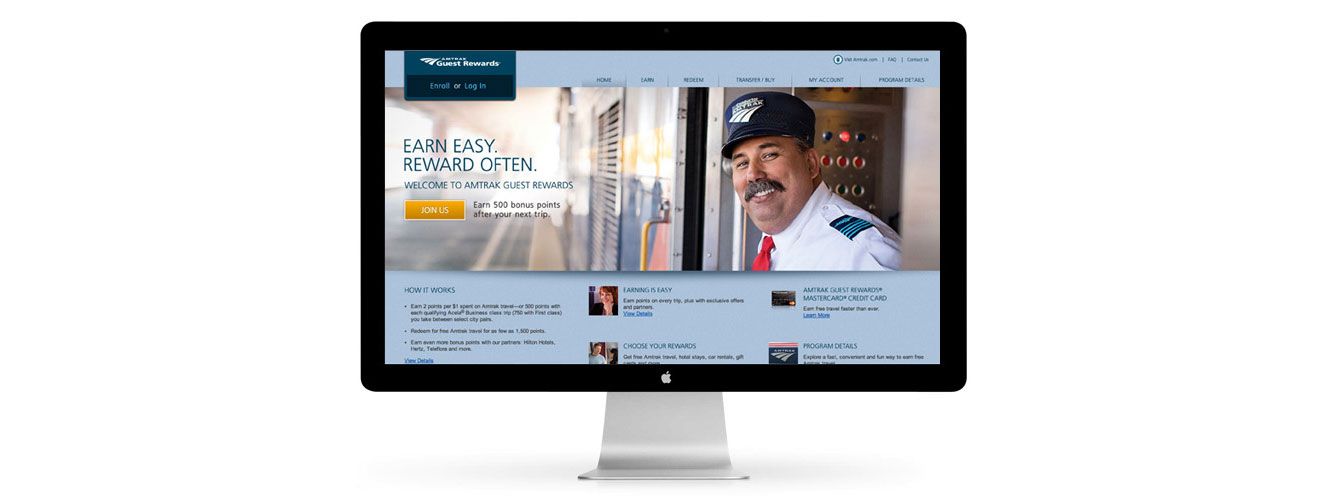 AMTRAK
Guest Rewards
Enroll or Log In
Visit Amtrak.com | FAQ | Contact Us
HOME EARN REDEEM TRANSFER / BUY MY ACCOUNT PROGRAM DETAILS
Conductor
AMTRAK
EARN EASY.
REWARD OFTEN.
WELCOME TO AMTRAK GUEST REWARDS
JOIN US
Earn 500 bonus points
after your next trip.
HOW IT WORKS
• Earn 2 points per $1 spent on Amtrak travel—or 500 points with
each qualifying Acela® Business class trip (750 with First class)
you take between select city pairs.
• Redeem for free Amtrak travel for as few as 1,500 points.
• Earn even more bonus points with our partners: Hilton Hotels,
Hertz, Teleflora and more.
View Details
EARNING IS EASY
Earn points on every trip, plus with exclusive offers
and partners.
View Details
AMTRAK GUEST REWARDS®
MASTERCARD® CREDIT CARD
Earn free travel faster than ever.
Learn More
CHOOSE YOUR REWARDS
Get free Amtrak travel, hotel stays, car rentals, gift
cards and more.
AMTRAK
PROGRAM DETAILS
Explore a fast, convenient and fun way to earn free
Amtrak travel.